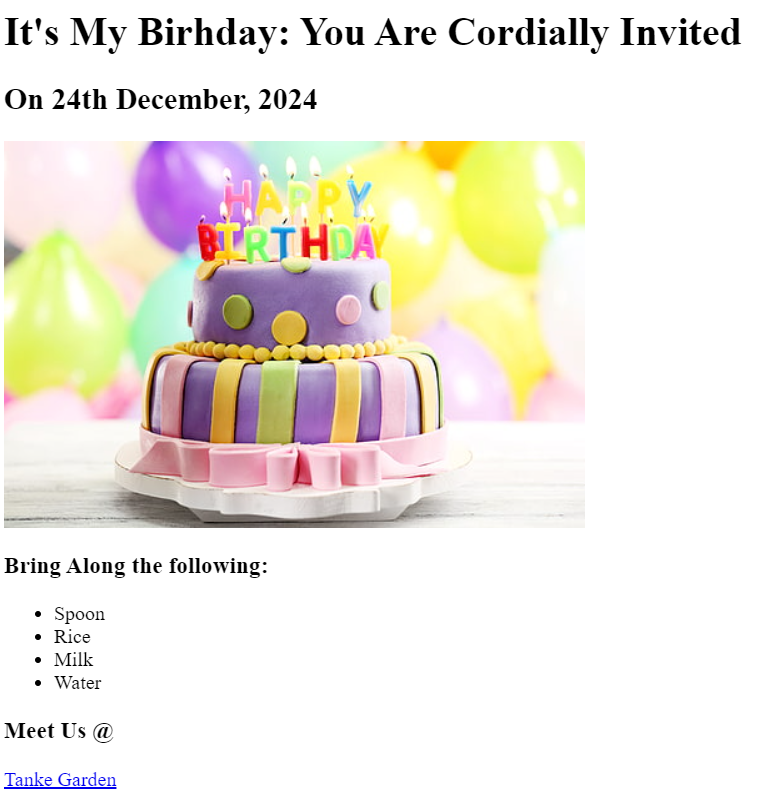 It's My Birhday: You Are Cordially Invited
On 24th December, 2024
HAPPY
BIRTHDAY
Bring Along the following:
Spoon
Rice
Milk
Water
Meet Us @
Tanke Garden